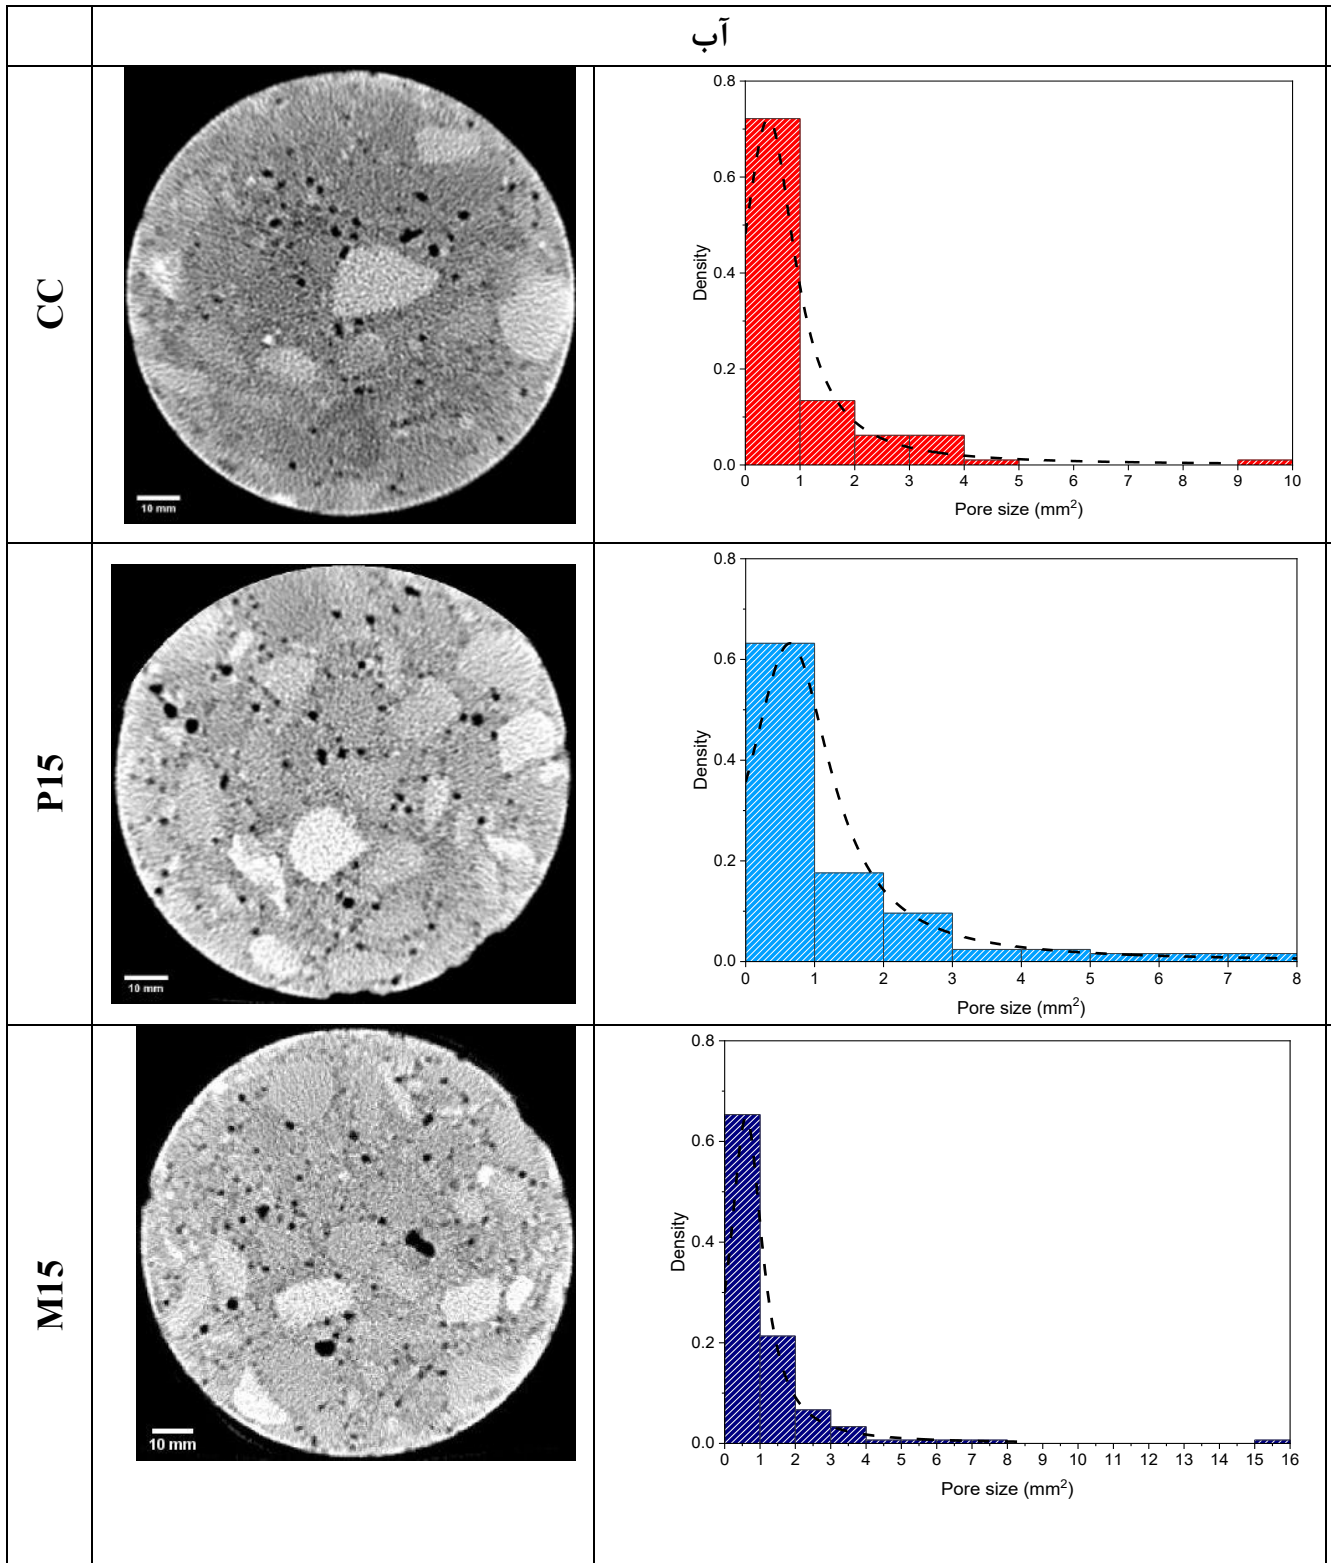 آب
CC
10 mm
0.8
0.6
0.4
0.2
0.0
Density
0 1 2 3 4 5 6 7 8 9 10
Pore size (mm²)
P15
10 mm
0.8
0.6
0.4
0.2
0.0
Density
0 1 2 3 4 5 6 7 8
Pore size (mm²)
M15
10 mm
0.8
0.6
0.4
0.2
0.0
Density
0 1 2 3 4 5 6 7 8 9 10 11 12 13 14 15 16
Pore size (mm²)